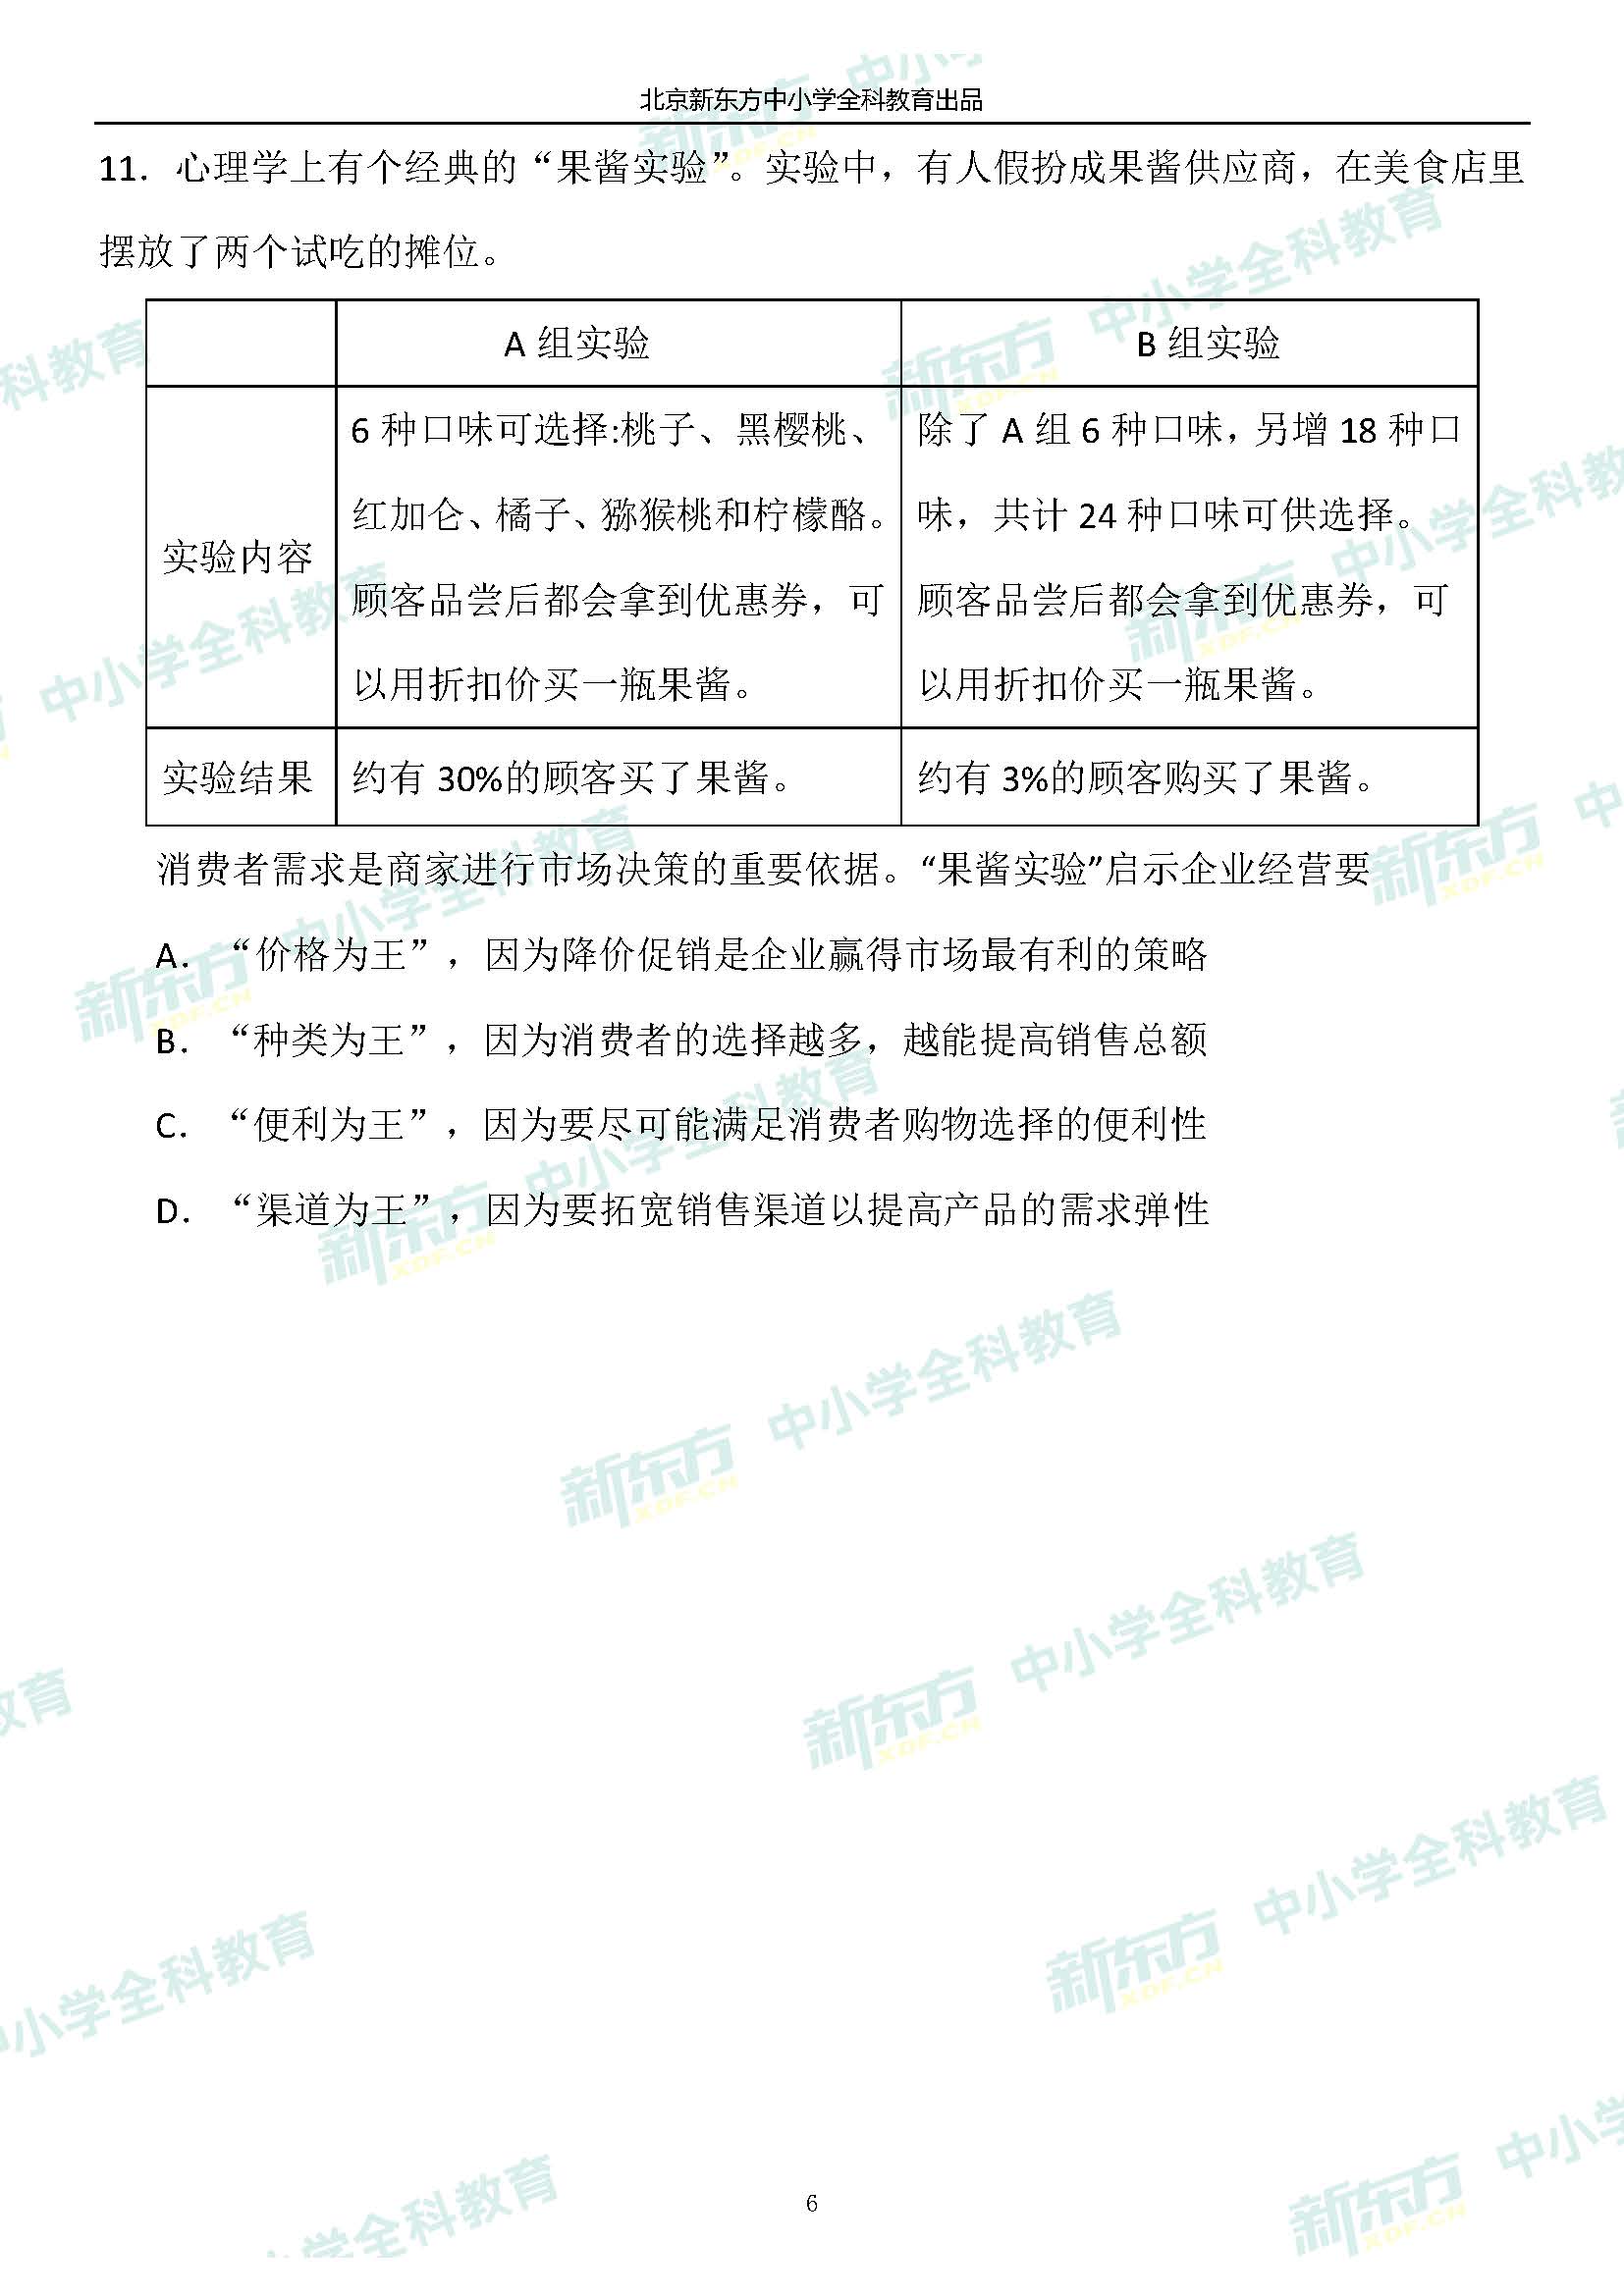 北京新东方中小学全科教育出品
11. 心理学上有个经典的“果酱实验”。实验中，有人假扮成果酱供应商，在美食店里
摆放了两个试吃的摊位。
A 组实验
B 组实验
实验内容
6 种口味可选择:桃子、黑樱桃、
红加仑、橘子、猕猴桃和柠檬酪。
顾客品尝后都会拿到优惠券，可
以用折扣价买一瓶果酱。
除了 A 组 6 种口味，另增 18 种口
味，共计 24 种口味可供选择。
顾客品尝后都会拿到优惠券，可
以用折扣价买一瓶果酱。
实验结果
约有 30%的顾客买了果酱。
约有 3%的顾客购买了果酱。
消费者需求是商家进行市场决策的重要依据。“果酱实验”启示企业经营要
A. “价格为王”，因为降价促销是企业赢得市场最有利的策略
B. “种类为王”，因为消费者的选择越多，越能提高销售总额
C. “便利为王”，因为要尽可能满足消费者购物选择的便利性
D. “渠道为王”，因为要拓宽销售渠道以提高产品的需求弹性
新东方 XDF.CN 中小学全科教育
6